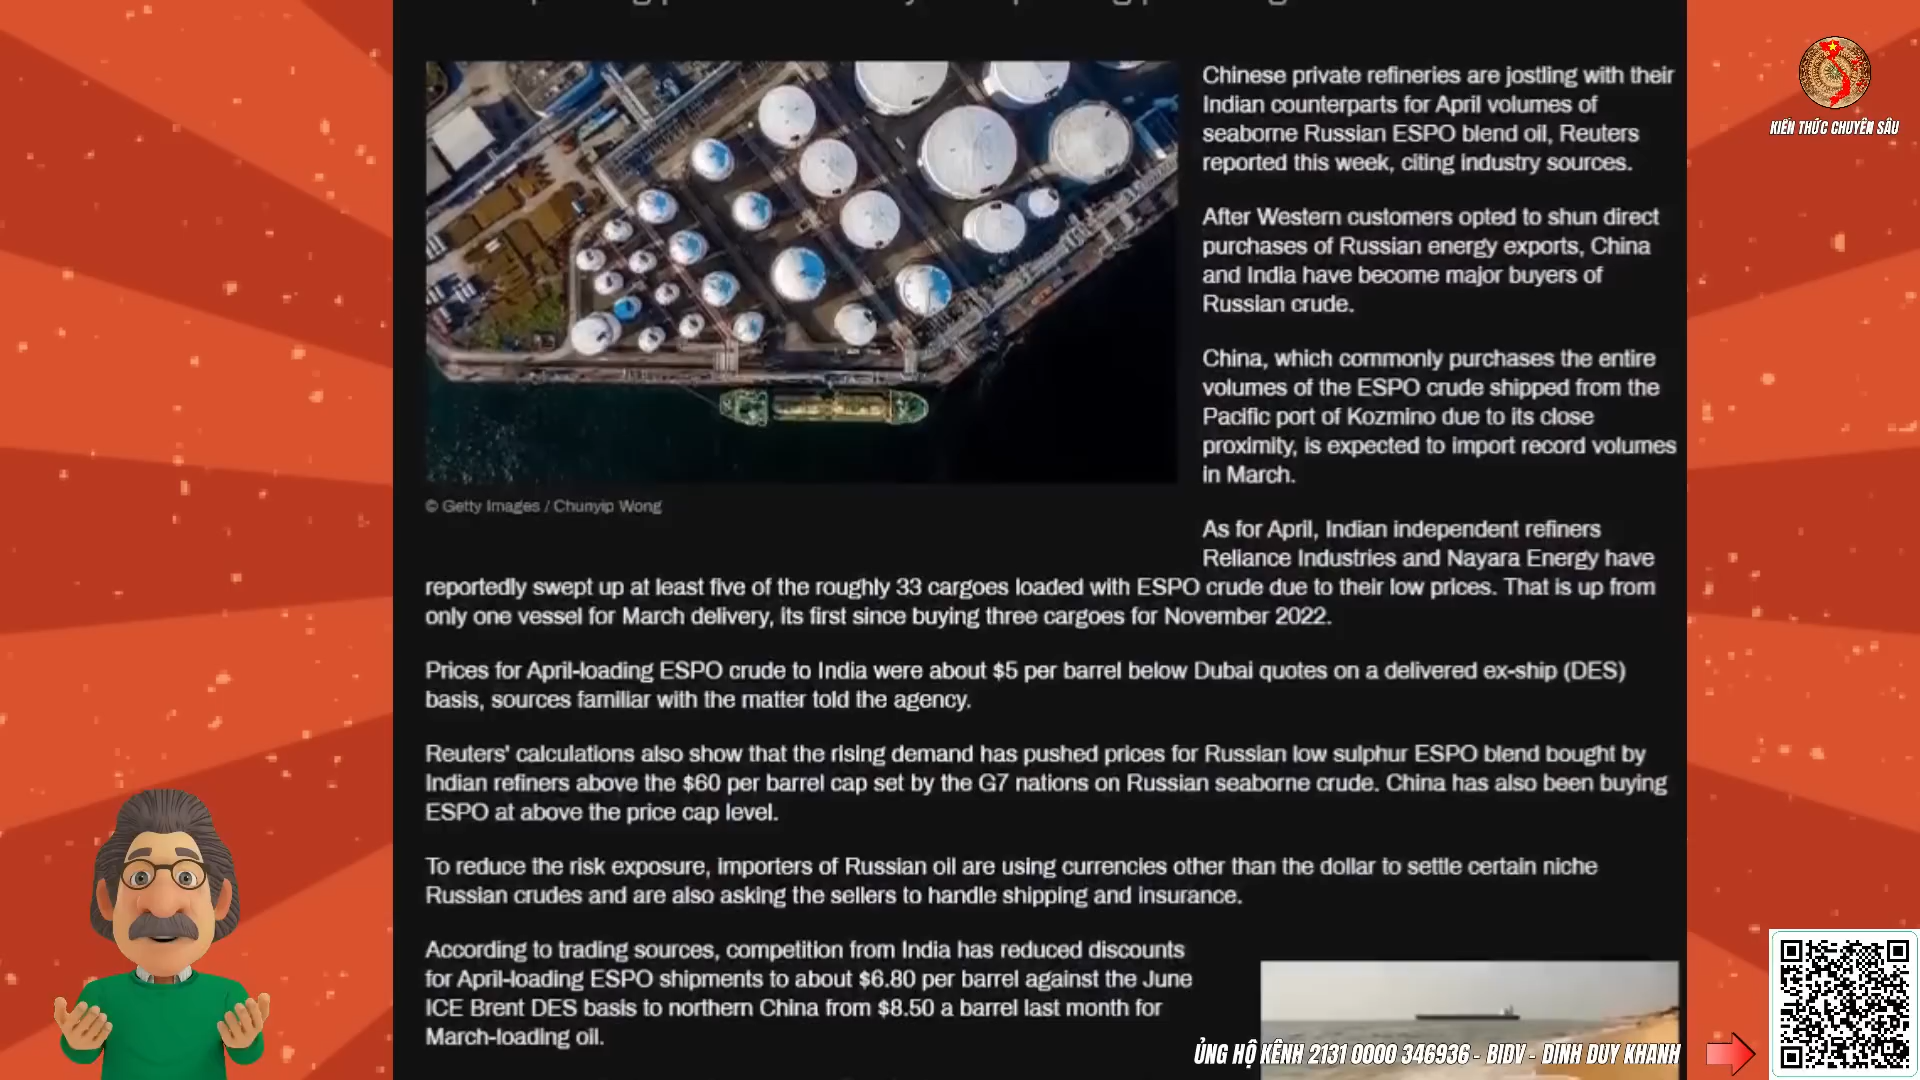 Chinese private refineries are jostling with their
Indian counterparts for April volumes of
seaborne Russian ESPO blend oil, Reuters
reported this week, citing industry sources.
After Western customers opted to shun direct
purchases of Russian energy exports, China
and India have become major buyers of
Russian crude.
China, which commonly purchases the entire
volumes of the ESPO crude shipped from the
Pacific port of Kozmino due to its close
proximity, is expected to import record volumes
in March.
© Getty Images / Chunyip Wong
As for April, Indian independent refiners
Reliance Industries and Nayara Energy have
reportedly swept up at least five of the roughly 33 cargoes loaded with ESPO crude due to their low prices. That is up from
only one vessel for March delivery, its first since buying three cargoes for November 2022.
Prices for April-loading ESPO crude to India were about $5 per barrel below Dubai quotes on a delivered ex-ship (DES)
basis, sources familiar with the matter told the agency.
Reuters' calculations also show that the rising demand has pushed prices for Russian low sulphur ESPO blend bought by
Indian refiners above the $60 per barrel cap set by the G7 nations on Russian seaborne crude. China has also been buying
ESPO at above the price cap level.
To reduce the risk exposure, importers of Russian oil are using currencies other than the dollar to settle certain niche
Russian crudes and are also asking the sellers to handle shipping and insurance.
According to trading sources, competition from India has reduced discounts
for April-loading ESPO shipments to about $6.80 per barrel against the June
ICE Brent DES basis to northern China from $8.50 a barrel last month for
March-loading oil.
KIẾN THỨC CHUYÊN SÂU
ỦNG HỘ KÊNH 2131 0000 346936 - BIDV - DINH DUY KHANH